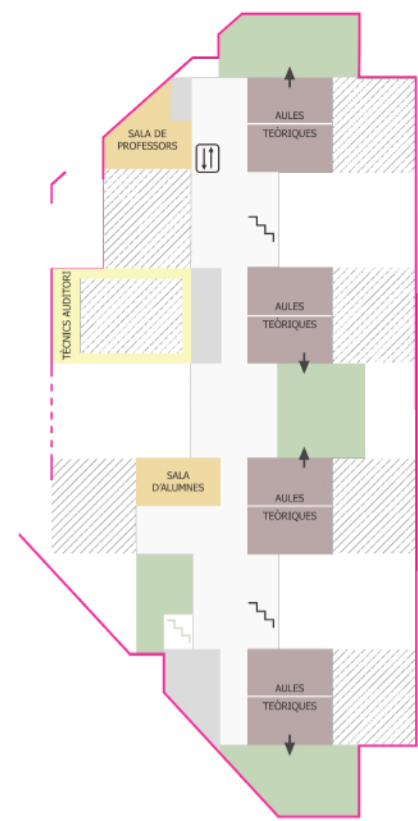 AULES
TEÒRIQUES
SALA DE
PROFESSORS
TÈCNICS AUDITORI
AULES
TEÒRIQUES
SALA
D'ALUMNES
AULES
TEÒRIQUES
AULES
TEÒRIQUES